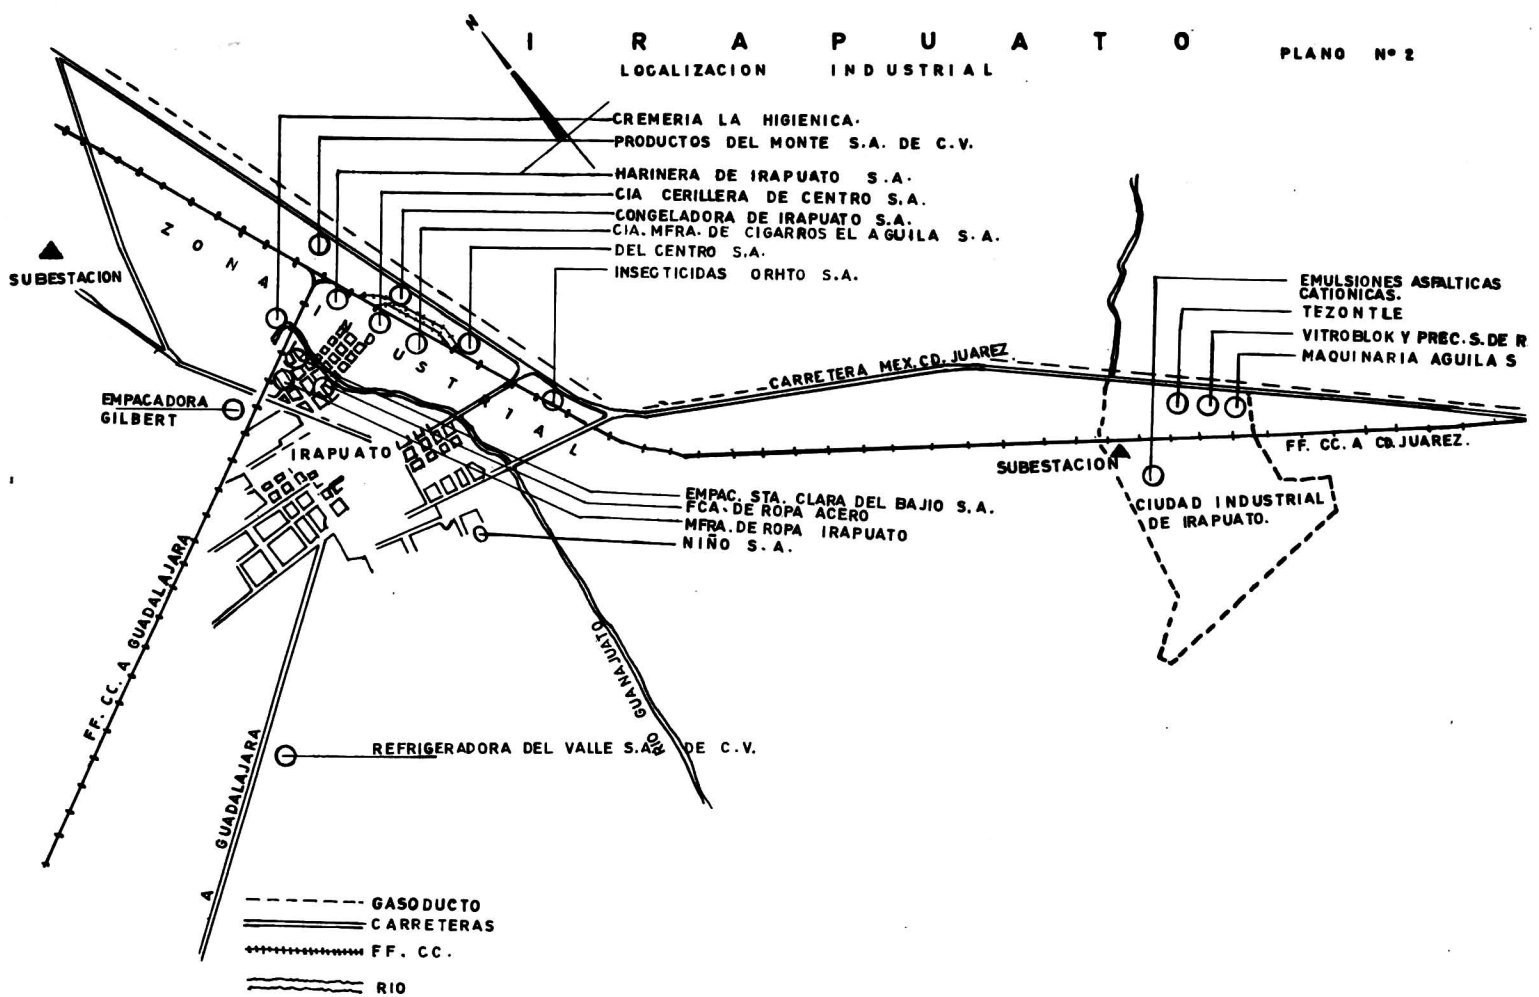 I R A P U A T O
PLANO Nº 2
LOCALIZACION INDUSTRIAL
N
CREMERIA LA HIGIENICA.
PRODUCTOS DEL MONTE S.A. DE C.V.
HARINERA DE IRAPUATO S.A.
CIA CERILLERA DE CENTRO S.A.
CONGELADORA DE IRAPUATO S.A.
CIA. MFRA. DE CIGARROS EL AGUILA S.A.
DEL CENTRO S.A.
INSECTICIDAS ORHTO S.A.
ZONA INDUSTRIAL
SUBESTACION
EMULSIONES ASFALTICAS
CATIONICAS.
TEZONTLE
VITROBLOK Y PREC. S. DE R
MAQUINARIA AGUILA S
CARRETERA MEX. CD. JUAREZ.
EMPACADORA
GILBERT
IRAPUATO
FF. CC. A CD. JUAREZ.
SUBESTACION
CIUDAD INDUSTRIAL
DE IRAPUATO.
EMPAC. STA. CLARA DEL BAJIO S.A.
FCA. DE ROPA ACERO
MFRA. DE ROPA IRAPUATO
NIÑO S.A.
FF. CC. A GUADALAJARA
RIO GUANAJUATO
REFRIGERADORA DEL VALLE S.A. DE C.V.
A GUADALAJARA
GASODUCTO
CARRETERAS
FF. CC.
RIO